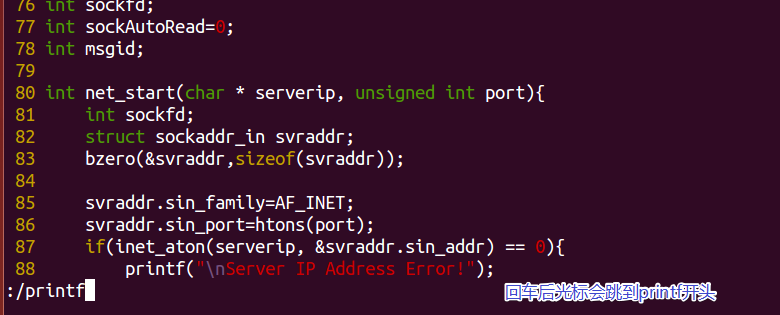 76 int sockfd;
77 int sockAutoRead=0;
78 int msgid;
79
80 int net_start(char * serverip, unsigned int port){
81     int sockfd;
82     struct sockaddr_in svraddr;
83     bzero(&svraddr,sizeof(svraddr));
84
85     svraddr.sin_family=AF_INET;
86     svraddr.sin_port=htons(port);
87     if(inet_aton(serverip, &svraddr.sin_addr) == 0){
88         printf("\nServer IP Address Error!");
:/printf
回车后光标会跳到printf开头